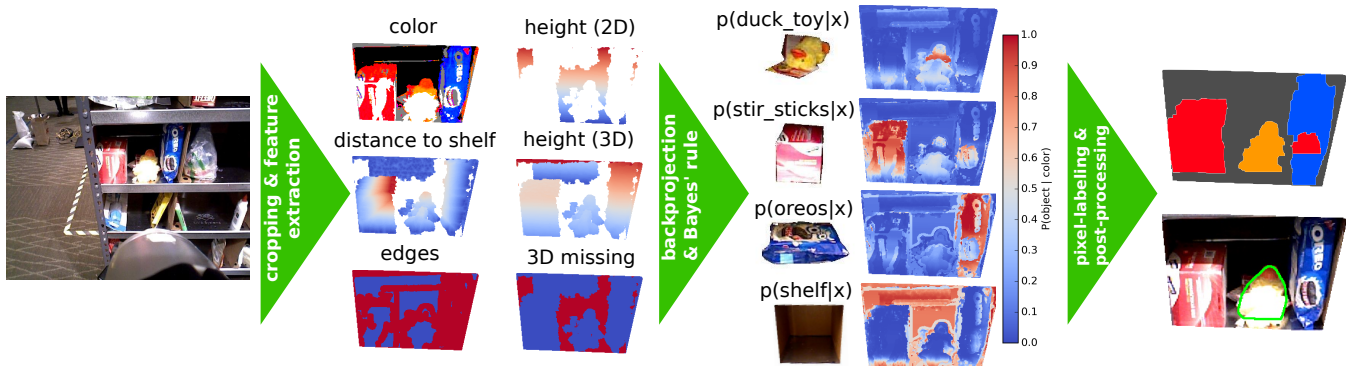 cropping & feature
extraction
color
height (2D)
distance to shelf
height (3D)
edges
3D missing
backprojection
& Bayes' rule
p(duck_toy|x)
p(stir_sticks|x)
p(oreos|x)
p(shelf|x)
1.0
0.9
0.8
0.7
0.6
0.5
0.4
0.3
0.2
0.1
0.0
P(object | color)
pixel-labeling &
post-processing
OREO